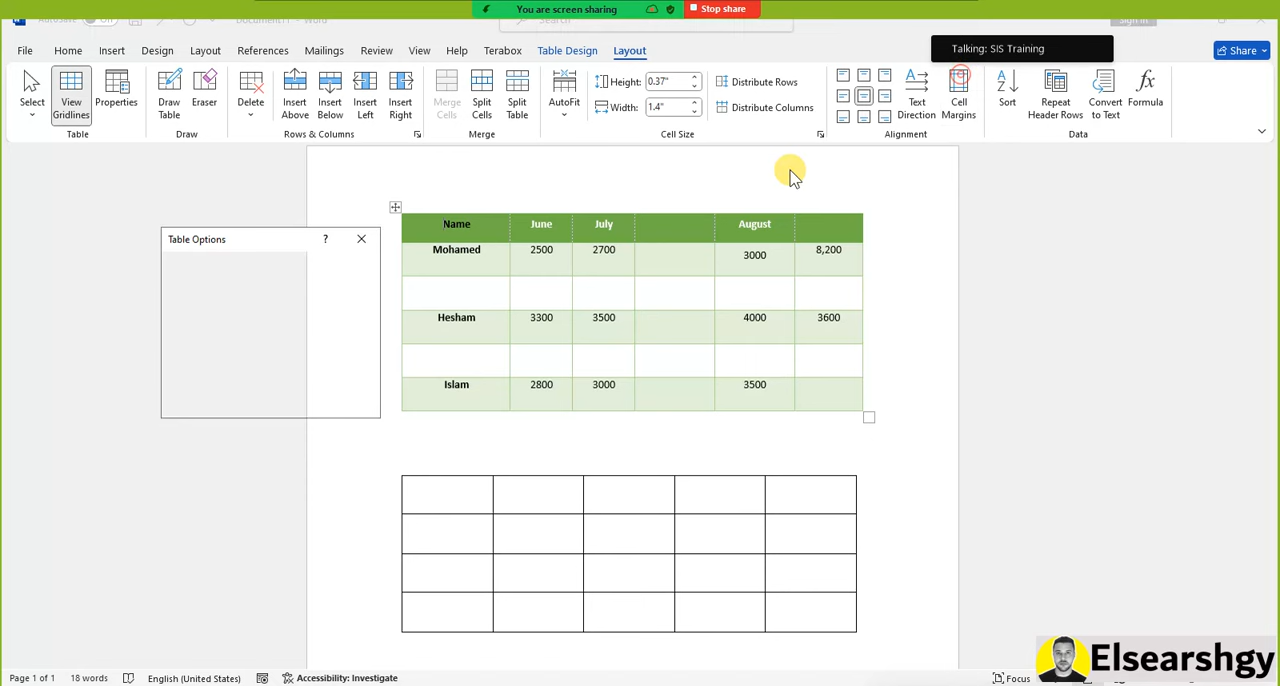 You are screen sharing
Stop share
Document1 - Word
Search
Sign in
File Home Insert Design Layout References Mailings Review View Help Terabox Table Design Layout
Talking: SIS Training
Share
Select
View Gridlines
Properties
Table
Draw Table
Eraser
Draw
Delete
Insert Above
Insert Below
Insert Left
Insert Right
Rows & Columns
Merge Cells
Split Cells
Split Table
Merge
AutoFit
Height: 0.37"
Width: 1.4"
Distribute Rows
Distribute Columns
Cell Size
Text Direction
Cell Margins
Alignment
Sort
Repeat Header Rows
Convert to Text
Formula
Data
Table Options ?
Name June July August
Mohamed 2500 2700 3000 8,200
Hesham 3300 3500 4000 3600
Islam 2800 3000 3500
Elsearshgy
Page 1 of 1 18 words English (United States) Accessibility: Investigate Focus